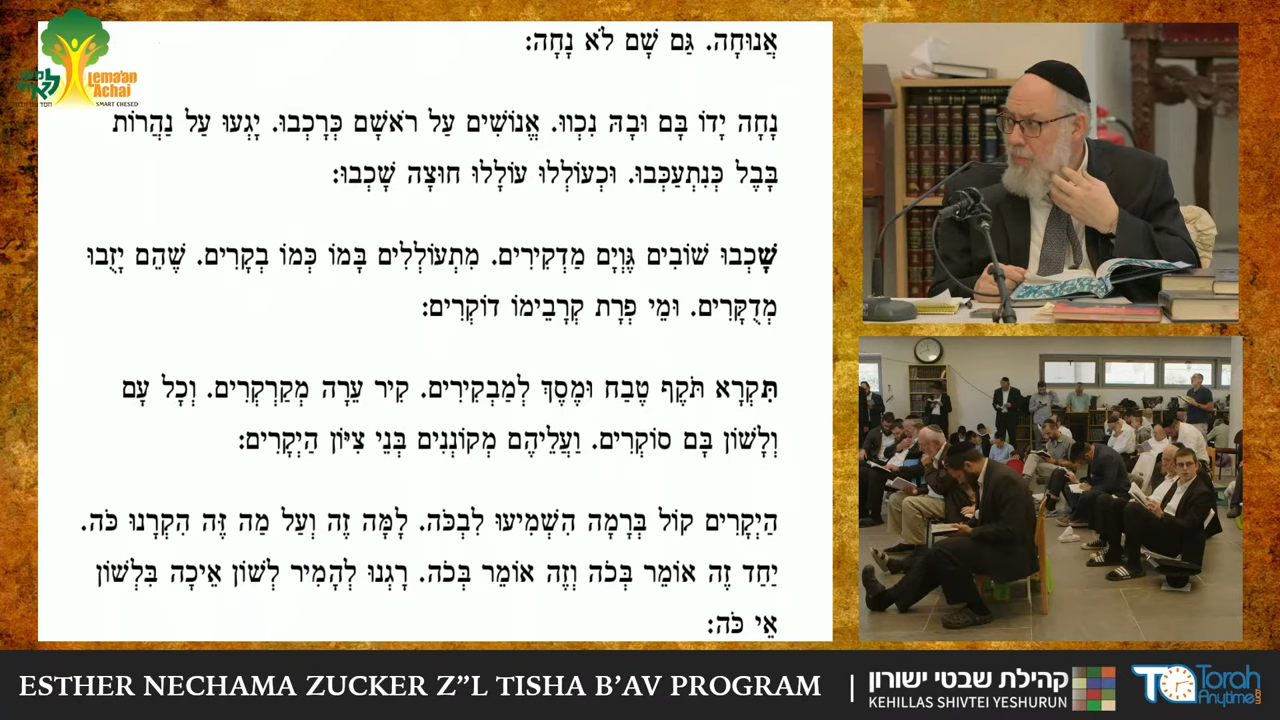 אֲנוּחָה. גַּם שָׁם לֹא נָחָה:
נָחָה יָדוֹ בָּם וּבָהּ נִכְווּ. אֱנוֹשִׁים עַל רֹאשָׁם כְּרָכְבוּ. יָגְעוּ עַל נַהֲרוֹת
בָּבֶל כְּנִתְעַכְּבוּ. וּכְעוֹלְלוּ עוֹלָלוּ חוּצָה שָׁכְבוּ:
שָׁכְבוּ שׁוֹבִים גֶּוְיָם מַדְקִירִים. מִתְעוֹלְלִים בָּמוֹ כְּמוֹ בְקָרִים. שֶׁהֵם יָזֻבוּ
מְדֻקָּרִים. וּמֵי פְרָת קְרָבֵימוֹ דוֹקְרִים:
תִּקְרָא תֹּקֶף טֶבַח וּמֶסֶךְ לְמַבְקִירִים. קִיר עֵרָה מְקַרְקְרִים. וְכָל עָם
וְלָשׁוֹן בָּם סוֹקְרִים. וַעֲלֵיהֶם מְקוֹנְנִים בְּנֵי צִיּוֹן הַיְקָרִים:
הַיְקָרִים קוֹל בְּרָמָה הִשְׁמִיעוּ לִבְכֹּה. לָמָּה זֶה וְעַל מַה זֶּה הִקְרָנוּ כֹּה.
יַחַד זֶה אוֹמֵר בְּכֹה וְזֶה אוֹמֵר בְּכֹה. רָגְנוּ לְהָמִיר לְשׁוֹן אֵיכָה בִּלְשׁוֹן
אֵי כֹּה:
Lema'an
Achai
SMART CHESED
ESTHER NECHAMA ZUCKER Z”L TISHA B’AV PROGRAM
קהילת שבטי ישורון
KEHILLAS SHIVTEI YESHURUN
TA Torah
Anytime.com